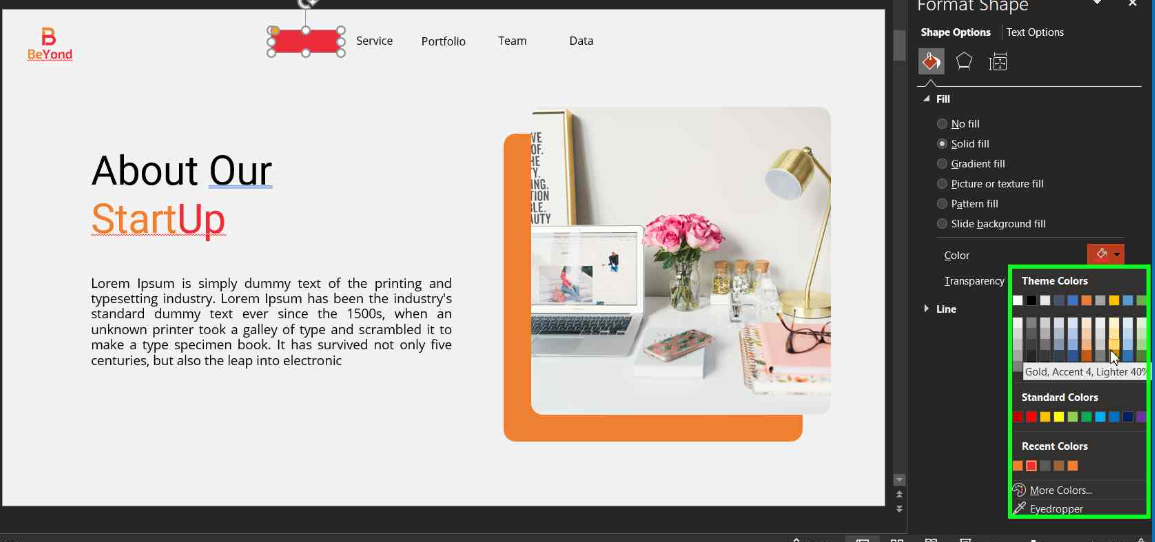 Format Shape
Shape Options
Text Options
BeYond
Service
Portfolio
Team
Data
Fill
No fill
Solid fill
Gradient fill
Picture or texture fill
Pattern fill
Slide background fill
Color
Transparency
Line
Theme Colors
Gold, Accent 4, Lighter 40%
Standard Colors
Recent Colors
More Colors...
Eyedropper
About Our
StartUp
Lorem Ipsum is simply dummy text of the printing and
typesetting industry. Lorem Ipsum has been the industry's
standard dummy text ever since the 1500s, when an
unknown printer took a galley of type and scrambled it to
make a type specimen book. It has survived not only five
centuries, but also the leap into electronic
WE
OF.
HE
TY.
ING.
TION
BLE.
AUTY